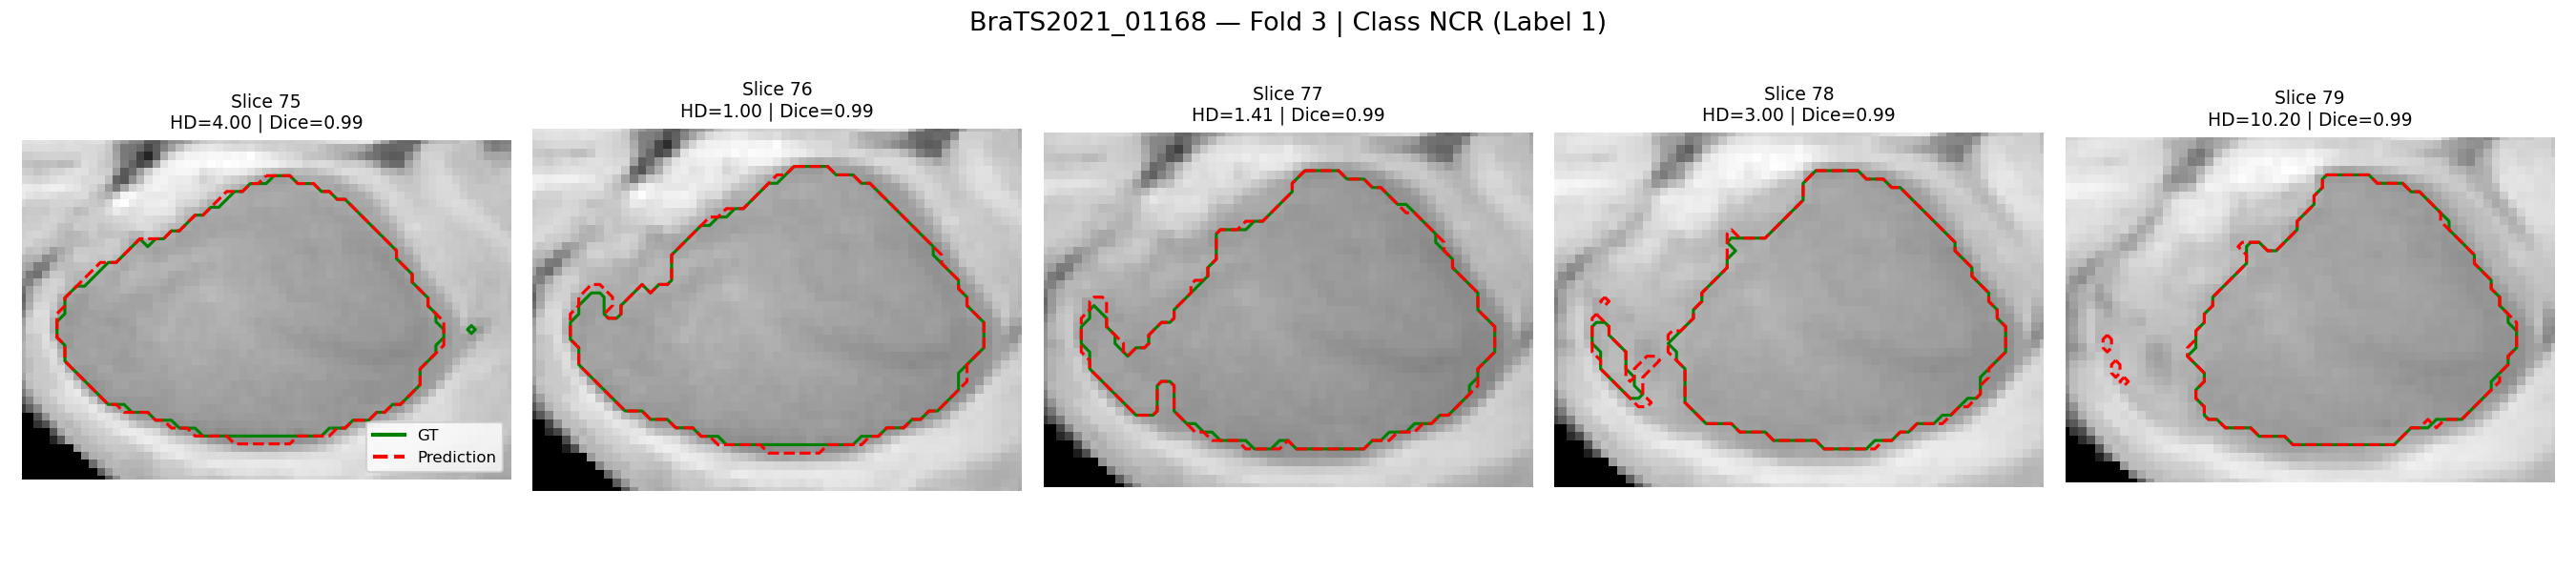 BraTS2021_01168 — Fold 3 | Class NCR (Label 1)
Slice 75
HD=4.00 | Dice=0.99
Slice 76
HD=1.00 | Dice=0.99
Slice 77
HD=1.41 | Dice=0.99
Slice 78
HD=3.00 | Dice=0.99
Slice 79
HD=10.20 | Dice=0.99
GT
Prediction